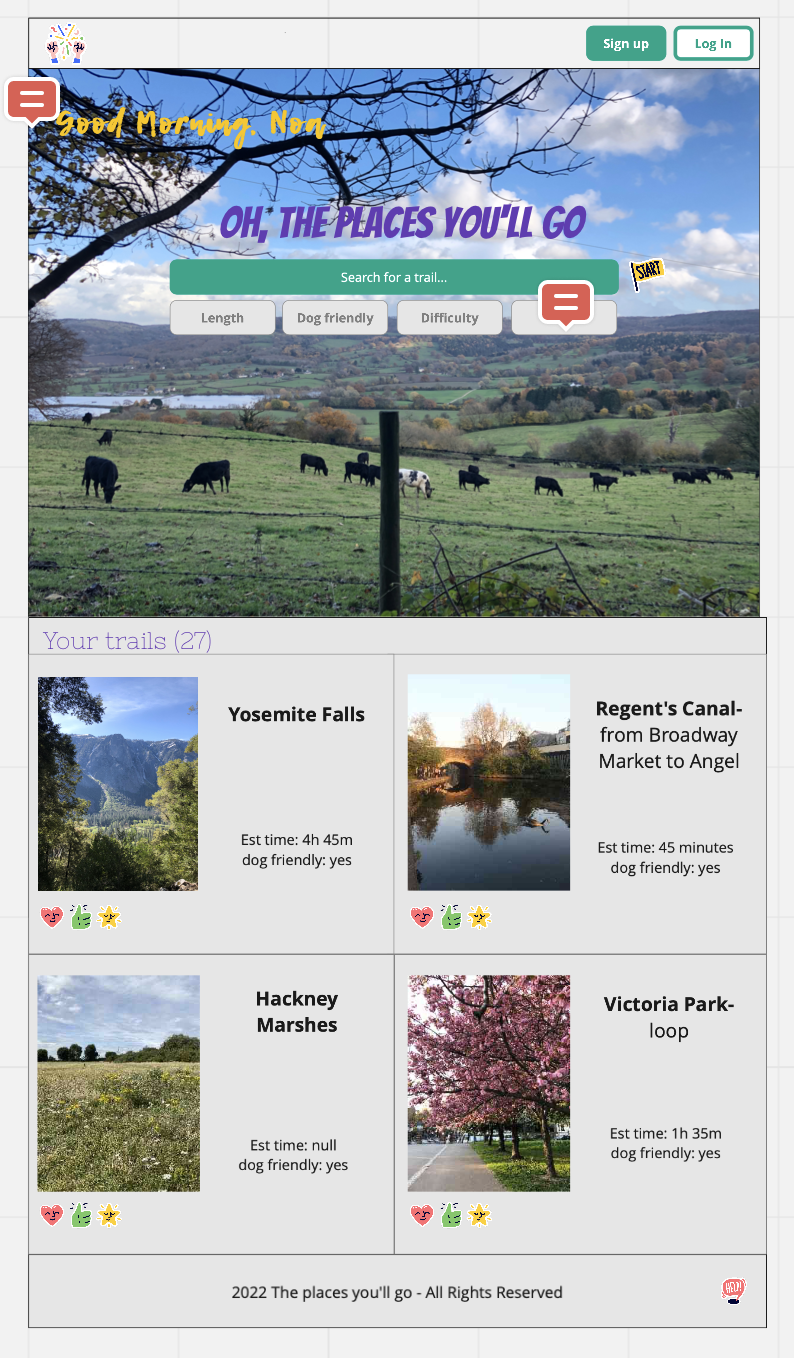 Sign up
Log In
Good Morning, Noa
OH, THE PLACES YOU'LL GO
Search for a trail...
START
Length
Dog friendly
Difficulty
Your trails (27)
Yosemite Falls
Est time: 4h 45m
dog friendly: yes
Regent's Canal-
from Broadway
Market to Angel
Est time: 45 minutes
dog friendly: yes
Hackney
Marshes
Est time: null
dog friendly: yes
Victoria Park-
loop
Est time: 1h 35m
dog friendly: yes
2022 The places you'll go - All Rights Reserved